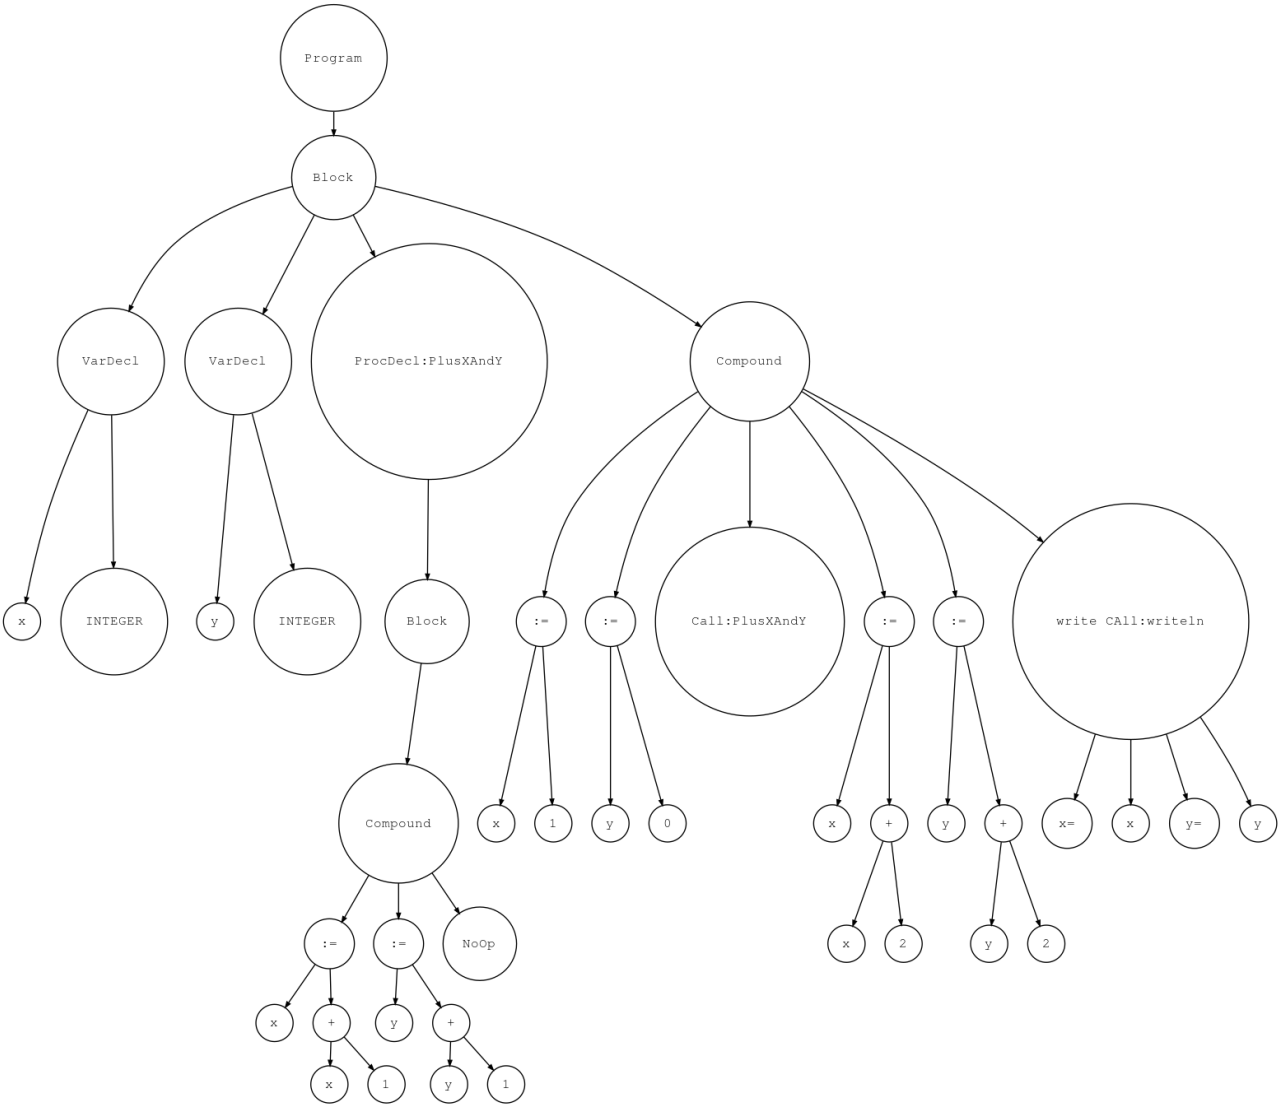 Program
Block
VarDecl
VarDecl
ProcDecl:PlusXAndY
Compound
x
INTEGER
y
INTEGER
Block
:=
:=
Call:PlusXAndY
:=
:=
write CAll:writeln
Compound
x
1
y
0
x
+
y
+
x=
x
y=
y
:=
:=
NoOp
x
2
y
2
x
+
y
+
x
1
y
1